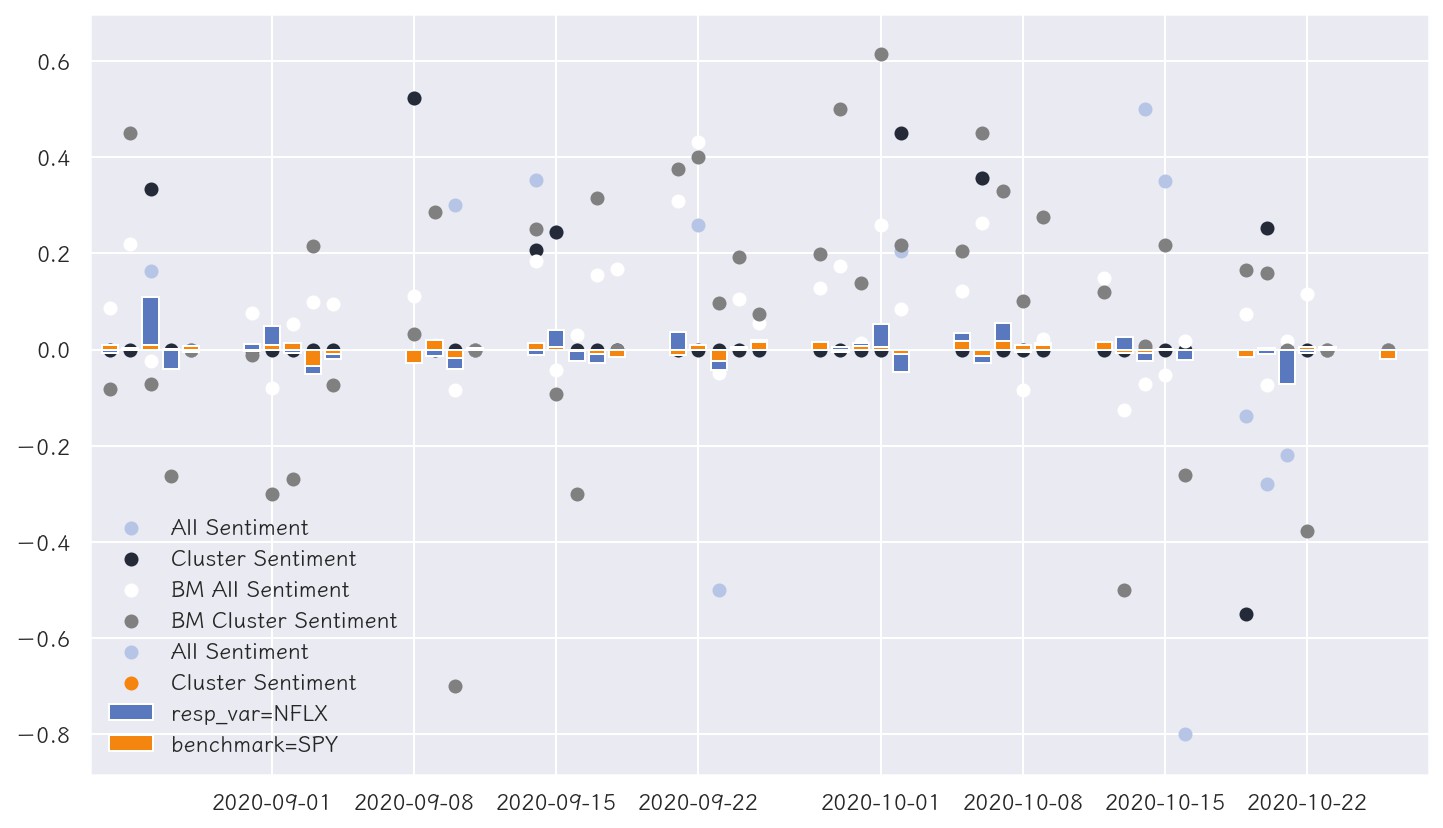 0.6
0.4
0.2
0.0
−0.2
−0.4
−0.6
−0.8
All Sentiment
Cluster Sentiment
BM All Sentiment
BM Cluster Sentiment
All Sentiment
Cluster Sentiment
resp_var=NFLX
benchmark=SPY
2020-09-01 2020-09-08 2020-09-15 2020-09-22 2020-10-01 2020-10-08 2020-10-15 2020-10-22